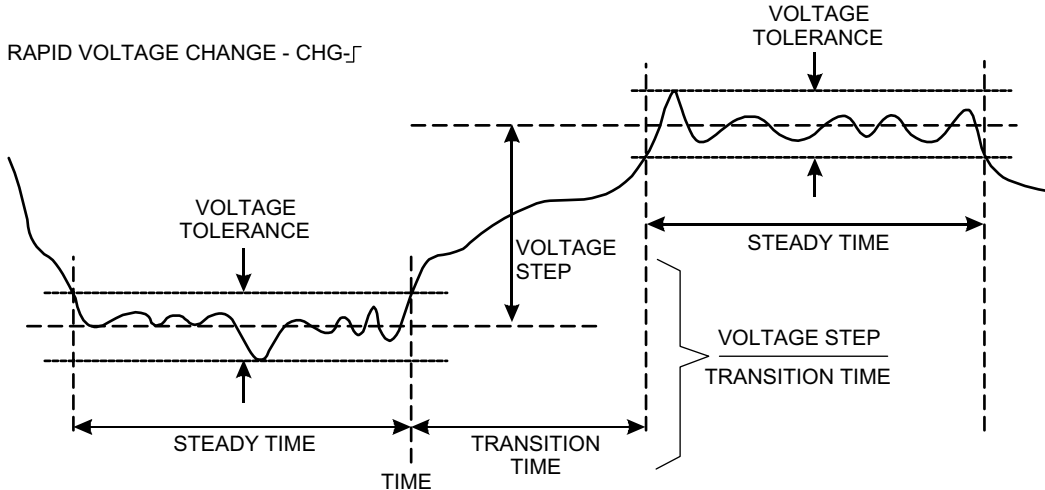 VOLTAGE
TOLERANCE
RAPID VOLTAGE CHANGE - CHG-
VOLTAGE
TOLERANCE
VOLTAGE
STEP
STEADY TIME
VOLTAGE STEP
TRANSITION TIME
STEADY TIME
TRANSITION
TIME
TIME